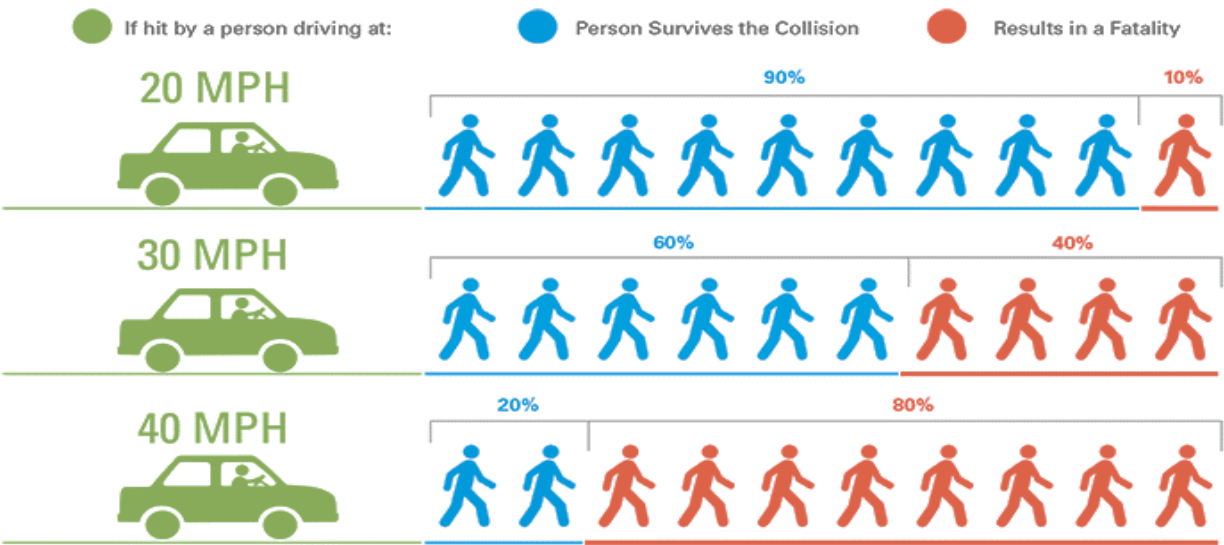 If hit by a person driving at:
Person Survives the Collision
Results in a Fatality
20 MPH
90%
10%
30 MPH
60%
40%
40 MPH
20%
80%